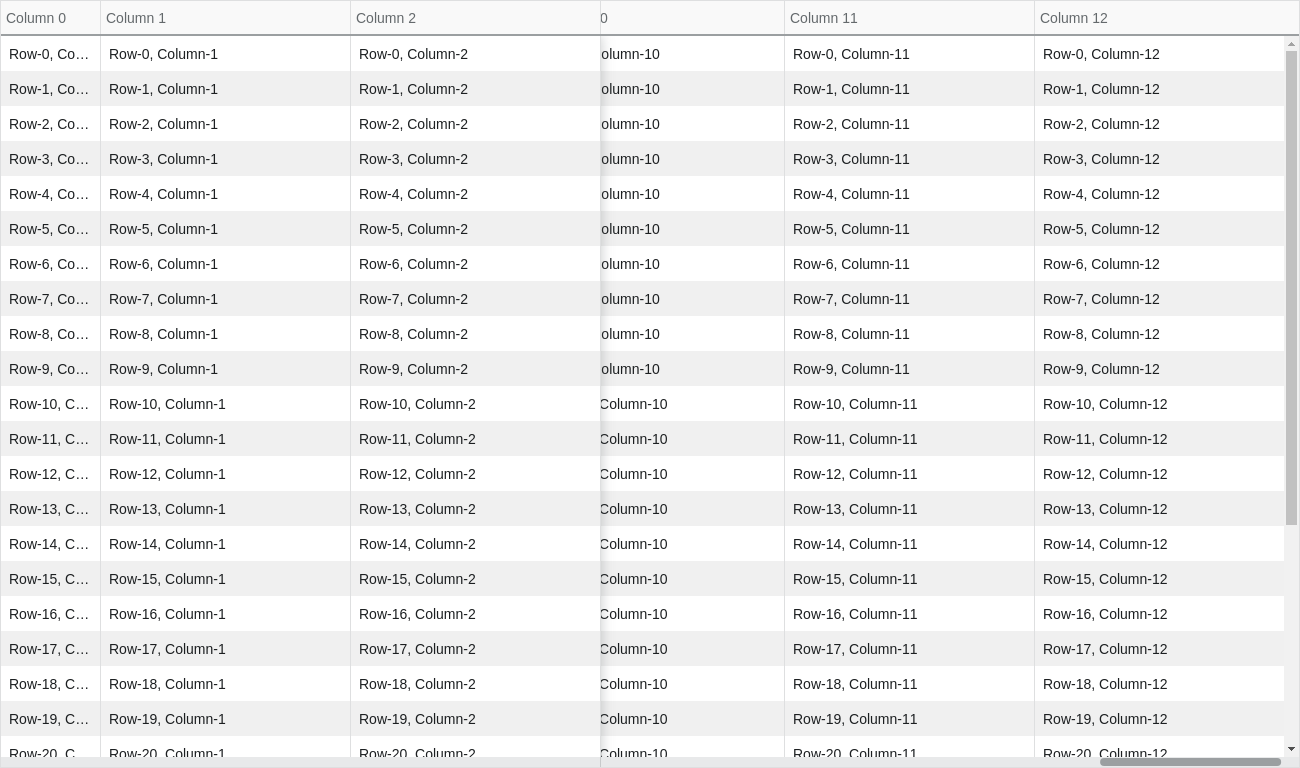 Column 0 Column 1 Column 2 0 Column 11 Column 12
Row-0, Co… Row-0, Column-1 Row-0, Column-2 olumn-10 Row-0, Column-11 Row-0, Column-12
Row-1, Co… Row-1, Column-1 Row-1, Column-2 olumn-10 Row-1, Column-11 Row-1, Column-12
Row-2, Co… Row-2, Column-1 Row-2, Column-2 olumn-10 Row-2, Column-11 Row-2, Column-12
Row-3, Co… Row-3, Column-1 Row-3, Column-2 olumn-10 Row-3, Column-11 Row-3, Column-12
Row-4, Co… Row-4, Column-1 Row-4, Column-2 olumn-10 Row-4, Column-11 Row-4, Column-12
Row-5, Co… Row-5, Column-1 Row-5, Column-2 olumn-10 Row-5, Column-11 Row-5, Column-12
Row-6, Co… Row-6, Column-1 Row-6, Column-2 olumn-10 Row-6, Column-11 Row-6, Column-12
Row-7, Co… Row-7, Column-1 Row-7, Column-2 olumn-10 Row-7, Column-11 Row-7, Column-12
Row-8, Co… Row-8, Column-1 Row-8, Column-2 olumn-10 Row-8, Column-11 Row-8, Column-12
Row-9, Co… Row-9, Column-1 Row-9, Column-2 olumn-10 Row-9, Column-11 Row-9, Column-12
Row-10, C… Row-10, Column-1 Row-10, Column-2 Column-10 Row-10, Column-11 Row-10, Column-12
Row-11, C… Row-11, Column-1 Row-11, Column-2 Column-10 Row-11, Column-11 Row-11, Column-12
Row-12, C… Row-12, Column-1 Row-12, Column-2 Column-10 Row-12, Column-11 Row-12, Column-12
Row-13, C… Row-13, Column-1 Row-13, Column-2 Column-10 Row-13, Column-11 Row-13, Column-12
Row-14, C… Row-14, Column-1 Row-14, Column-2 Column-10 Row-14, Column-11 Row-14, Column-12
Row-15, C… Row-15, Column-1 Row-15, Column-2 Column-10 Row-15, Column-11 Row-15, Column-12
Row-16, C… Row-16, Column-1 Row-16, Column-2 Column-10 Row-16, Column-11 Row-16, Column-12
Row-17, C… Row-17, Column-1 Row-17, Column-2 Column-10 Row-17, Column-11 Row-17, Column-12
Row-18, C… Row-18, Column-1 Row-18, Column-2 Column-10 Row-18, Column-11 Row-18, Column-12
Row-19, C… Row-19, Column-1 Row-19, Column-2 Column-10 Row-19, Column-11 Row-19, Column-12
Row-20, C… Row-20, Column-1 Row-20, Column-2 Column-10 Row-20, Column-11 Row-20, Column-12